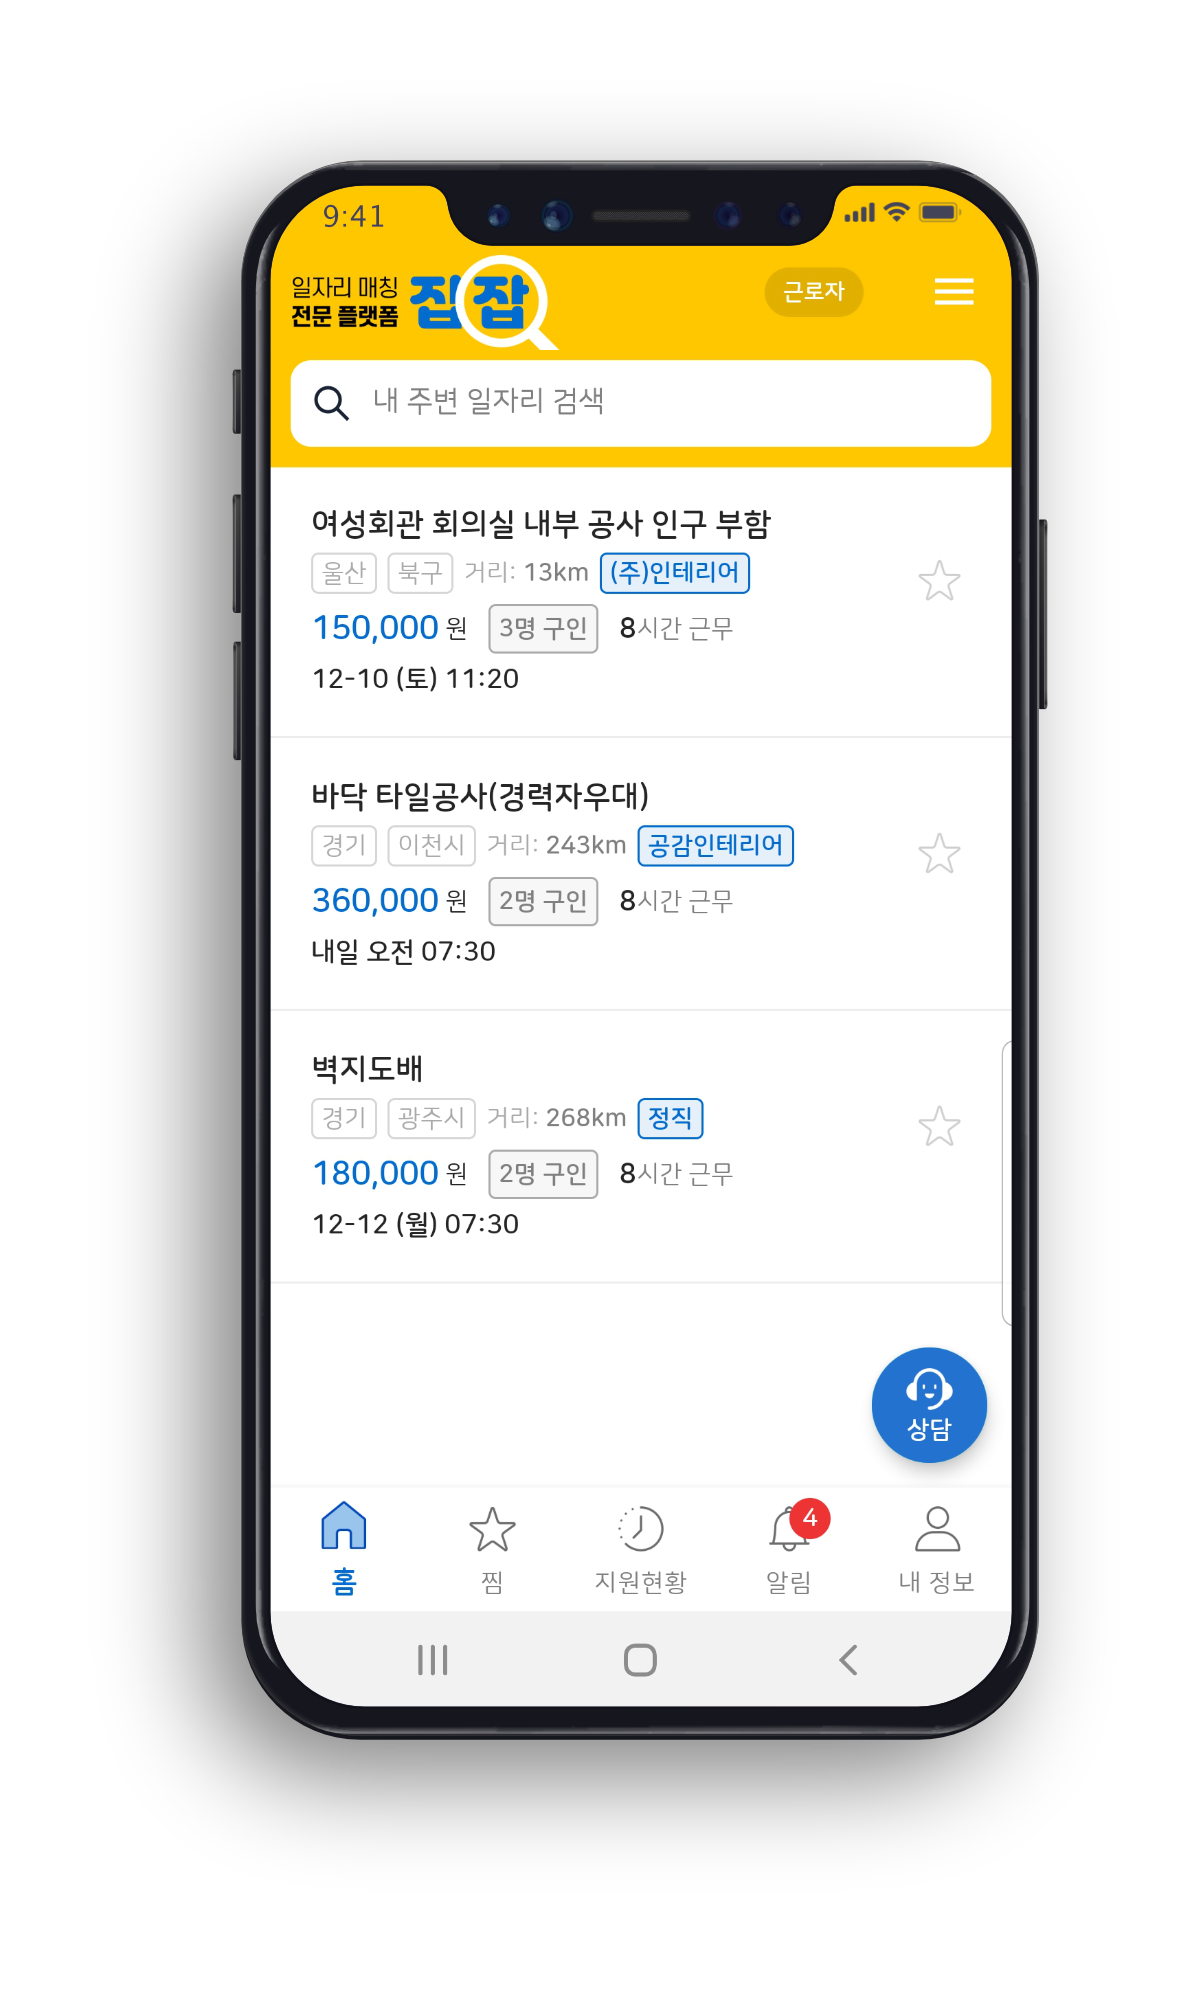 9:41
일자리 매칭
전문 플랫폼
집잡
근로자
내 주변 일자리 검색
여성회관 회의실 내부 공사 인구 부함
울산 북구 거리: 13km (주)인테리어
150,000 원 3명 구인 8시간 근무
12-10 (토) 11:20
바닥 타일공사(경력자우대)
경기 이천시 거리: 243km 공감인테리어
360,000 원 2명 구인 8시간 근무
내일 오전 07:30
벽지도배
경기 광주시 거리: 268km 정직
180,000 원 2명 구인 8시간 근무
12-12 (월) 07:30
상담
4
홈 찜 지원현황 알림 내 정보